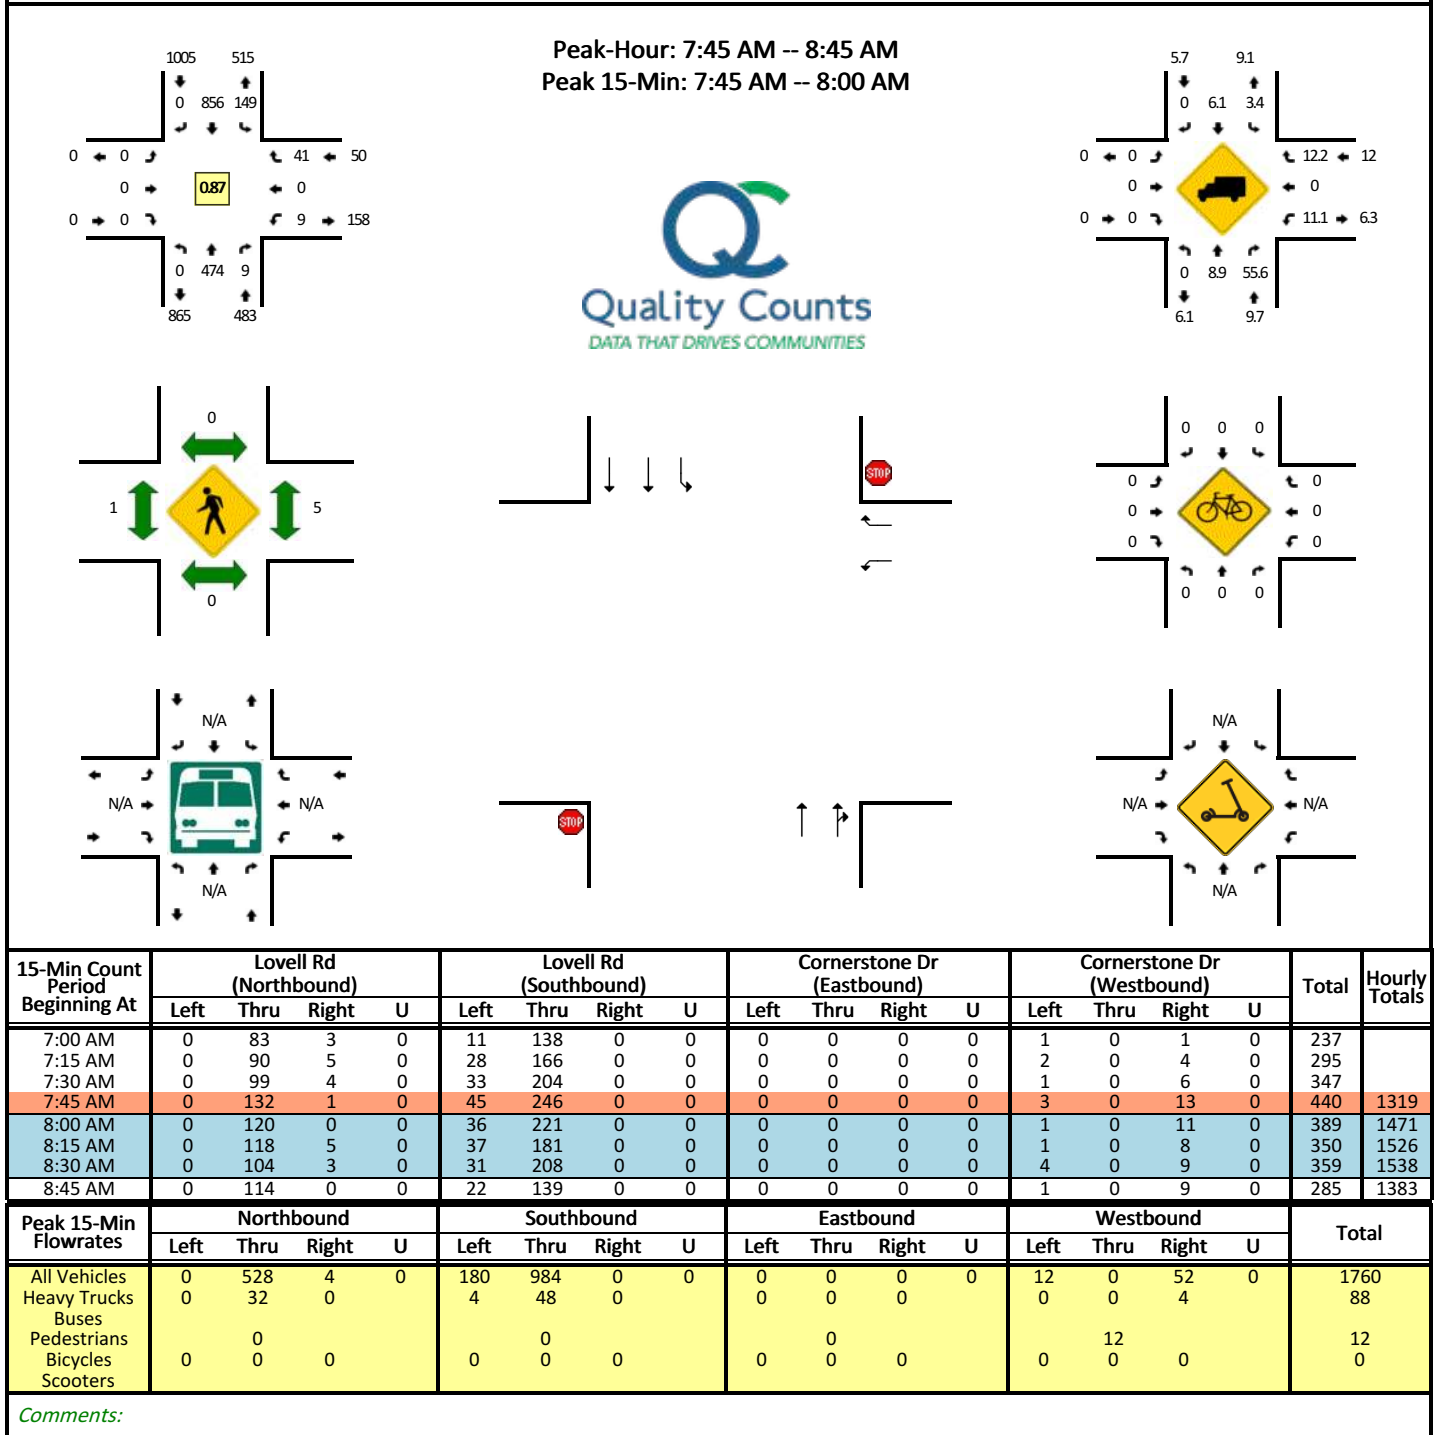 Peak-Hour: 7:45 AM -- 8:45 AM
Peak 15-Min: 7:45 AM -- 8:00 AM
1005 515
0 856 149
0 0 41 50
0 0.87 0
0 0 9 158
0 474 9
865 483
5.7 9.1
0 6.1 3.4
0 0 12.2 12
0 0
0 0 11.1 6.3
0 8.9 55.6
6.1 9.7
QC
Quality Counts
DATA THAT DRIVES COMMUNITIES
0
1 5
0
STOP
STOP
0 0 0
0 0
0 0
0 0
0 0 0
N/A
N/A N/A
N/A
N/A
N/A N/A
N/A
15-Min Count Period Beginning At Lovell Rd (Northbound) Lovell Rd (Southbound) Cornerstone Dr (Eastbound) Cornerstone Dr (Westbound) Total Hourly Totals
Left Thru Right U Left Thru Right U Left Thru Right U Left Thru Right U
7:00 AM 0 83 3 0 11 138 0 0 0 0 0 0 1 0 1 0 237
7:15 AM 0 90 5 0 28 166 0 0 0 0 0 0 2 0 4 0 295
7:30 AM 0 99 4 0 33 204 0 0 0 0 0 0 1 0 6 0 347
7:45 AM 0 132 1 0 45 246 0 0 0 0 0 0 3 0 13 0 440 1319
8:00 AM 0 120 0 0 36 221 0 0 0 0 0 0 1 0 11 0 389 1471
8:15 AM 0 118 5 0 37 181 0 0 0 0 0 0 1 0 8 0 350 1526
8:30 AM 0 104 3 0 31 208 0 0 0 0 0 0 4 0 9 0 359 1538
8:45 AM 0 114 0 0 22 139 0 0 0 0 0 0 1 0 9 0 285 1383
Peak 15-Min Flowrates Northbound Southbound Eastbound Westbound Total
Left Thru Right U Left Thru Right U Left Thru Right U Left Thru Right U
All Vehicles 0 528 4 0 180 984 0 0 0 0 0 0 12 0 52 0 1760
Heavy Trucks 0 32 0 4 48 0 0 0 0 0 0 4 88
Buses
Pedestrians 0 0 0 12 12
Bicycles 0 0 0 0 0 0 0 0 0 0 0 0 0
Scooters
Comments: